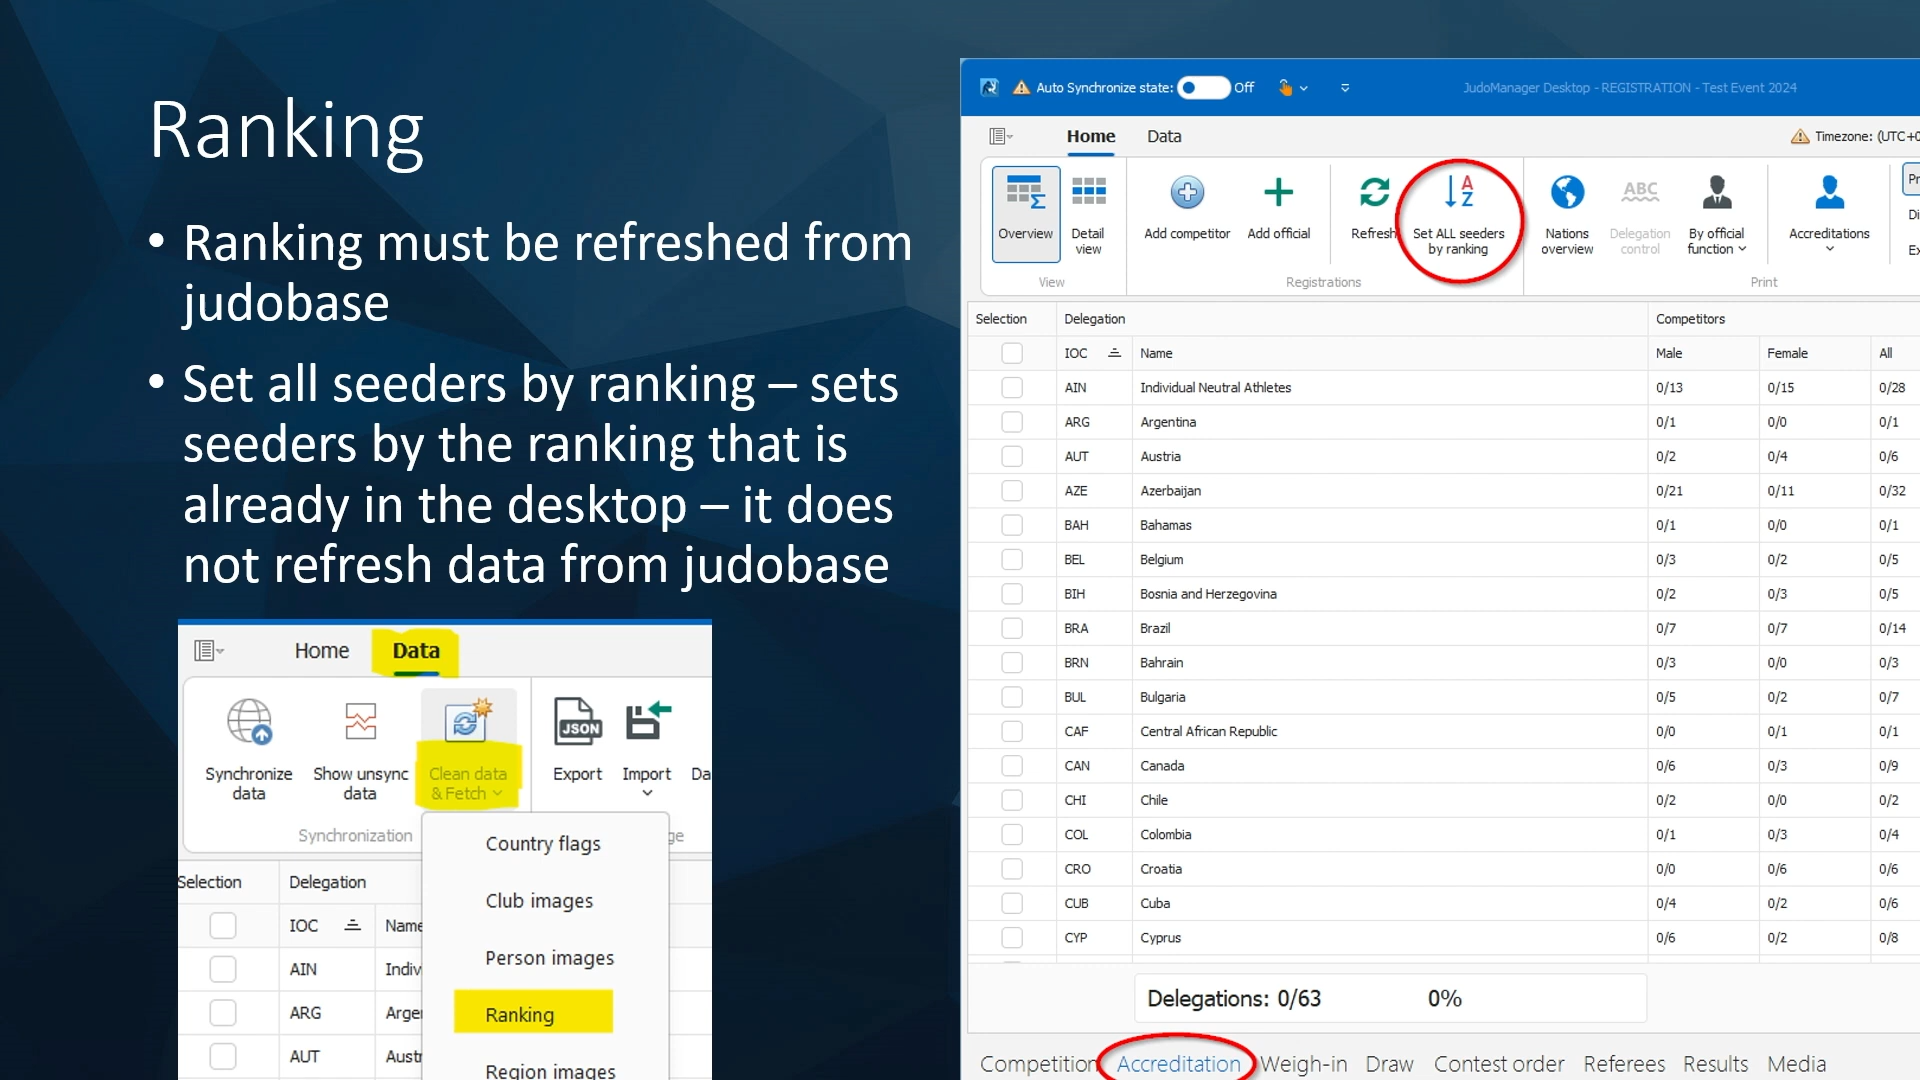 Ranking
• Ranking must be refreshed from
judobase
• Set all seeders by ranking – sets
seeders by the ranking that is
already in the desktop – it does
not refresh data from judobase
Home Data
Synchronize data
Show unsync data
Clean data & Fetch
Export
Import
Synchronization
Country flags
Club images
Person images
Ranking
Region images
Selection Delegation
IOC Name
AIN
ARG
AUT
Auto Synchronize state: Off
JudoManager Desktop - REGISTRATION - Test Event 2024
Home Data
Timezone: (UTC+0
Overview
Detail view
Add competitor
Add official
Refresh
Set ALL seeders by ranking
Nations overview
ABC
Delegation control
By official function
Accreditations
View Registrations Print
Selection Delegation Competitors
IOC Name Male Female All
AIN Individual Neutral Athletes 0/13 0/15 0/28
ARG Argentina 0/1 0/0 0/1
AUT Austria 0/2 0/4 0/6
AZE Azerbaijan 0/21 0/11 0/32
BAH Bahamas 0/1 0/0 0/1
BEL Belgium 0/3 0/2 0/5
BIH Bosnia and Herzegovina 0/2 0/3 0/5
BRA Brazil 0/7 0/7 0/14
BRN Bahrain 0/3 0/0 0/3
BUL Bulgaria 0/5 0/2 0/7
CAF Central African Republic 0/0 0/1 0/1
CAN Canada 0/6 0/3 0/9
CHI Chile 0/2 0/0 0/2
COL Colombia 0/1 0/3 0/4
CRO Croatia 0/0 0/6 0/6
CUB Cuba 0/4 0/2 0/6
CYP Cyprus 0/6 0/2 0/8
Delegations: 0/63 0%
Competition Accreditation Weigh-in Draw Contest order Referees Results Media